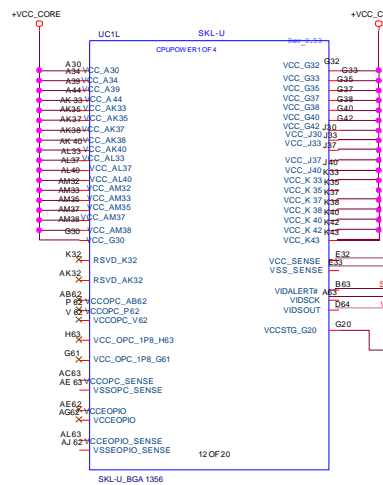 +VCC_CORE
+VCC_C
UC1L
SKL-U
Rev_0.53
CPUPOWER1OF4
A30
VCC_A30
A34
VCC_A34
A39
VCC_A39
A44
VCC_A44
AK33
VCC_AK33
AK35
VCC_AK35
AK37
VCC_AK37
AK38
VCC_AK38
AK40
VCC_AK40
AL33
VCC_AL33
AL37
VCC_AL37
AL40
VCC_AL40
AM32
VCC_AM32
AM33
VCC_AM33
AM35
VCC_AM35
AM37
VCC_AM37
AM38
VCC_AM38
G30
VCC_G30
K32
RSVD_K32
AK32
RSVD_AK32
AB62
VCCOPC_AB62
P62
VCCOPC_P62
V62
VCCOPC_V62
H63
VCC_OPC_1P8_H63
G61
VCC_OPC_1P8_G61
AC63
VCCOPC_SENSE
AE63
VSSOPC_SENSE
AE62
VCCEOPIO
AG62
VCCEOPIO
AL63
VCCEOPIO_SENSE
AJ62
VSSEOPIO_SENSE
VCC_G32
G32
VCC_G33
G33
VCC_G35
G35
VCC_G37
G37
VCC_G38
G38
VCC_G40
G40
VCC_G42
G42
VCC_J30
J30
VCC_J33
J33
VCC_J37
J37
VCC_J40
J40
VCC_K33
K33
VCC_K35
K35
VCC_K37
K37
VCC_K38
K38
VCC_K40
K40
VCC_K42
K42
VCC_K43
K43
VCC_SENSE
E32
VSS_SENSE
E33
VIDALERT#
B63
VIDSCK
A63
VIDSOUT
D64
VCCSTG_G20
G20
12OF20
SKL-U_BGA1356